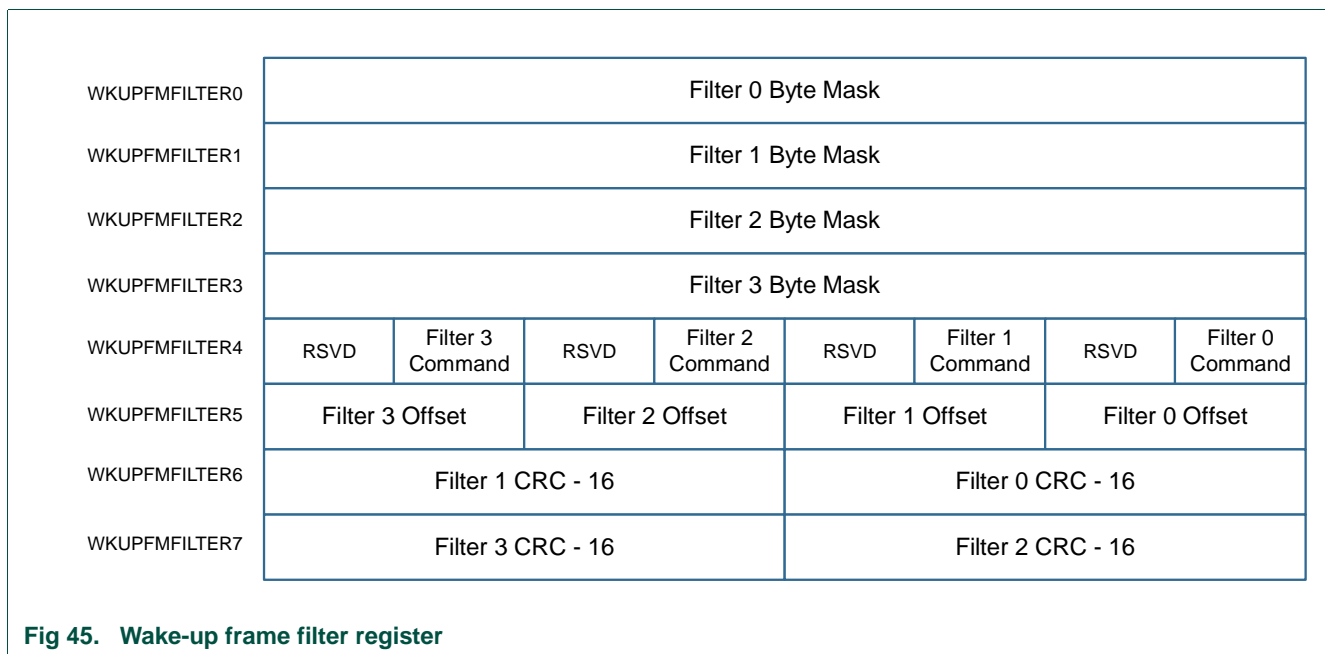 WKUPFMFILTER0 Filter 0 Byte Mask
WKUPFMFILTER1 Filter 1 Byte Mask
WKUPFMFILTER2 Filter 2 Byte Mask
WKUPFMFILTER3 Filter 3 Byte Mask
WKUPFMFILTER4 RSVD Filter 3 Command RSVD Filter 2 Command RSVD Filter 1 Command RSVD Filter 0 Command
WKUPFMFILTER5 Filter 3 Offset Filter 2 Offset Filter 1 Offset Filter 0 Offset
WKUPFMFILTER6 Filter 1 CRC - 16 Filter 0 CRC - 16
WKUPFMFILTER7 Filter 3 CRC - 16 Filter 2 CRC - 16
Fig 45. Wake-up frame filter register